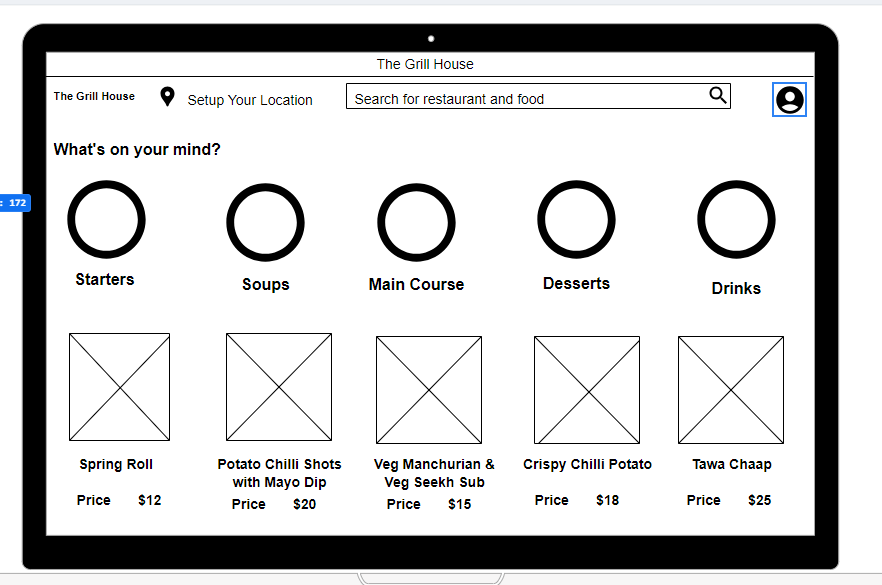 The Grill House
The Grill House
Setup Your Location
Search for restaurant and food
What's on your mind?
: 172
Starters
Soups
Main Course
Desserts
Drinks
Spring Roll
Price $12
Potato Chilli Shots
with Mayo Dip
Price $20
Veg Manchurian &
Veg Seekh Sub
Price $15
Crispy Chilli Potato
Price $18
Tawa Chaap
Price $25